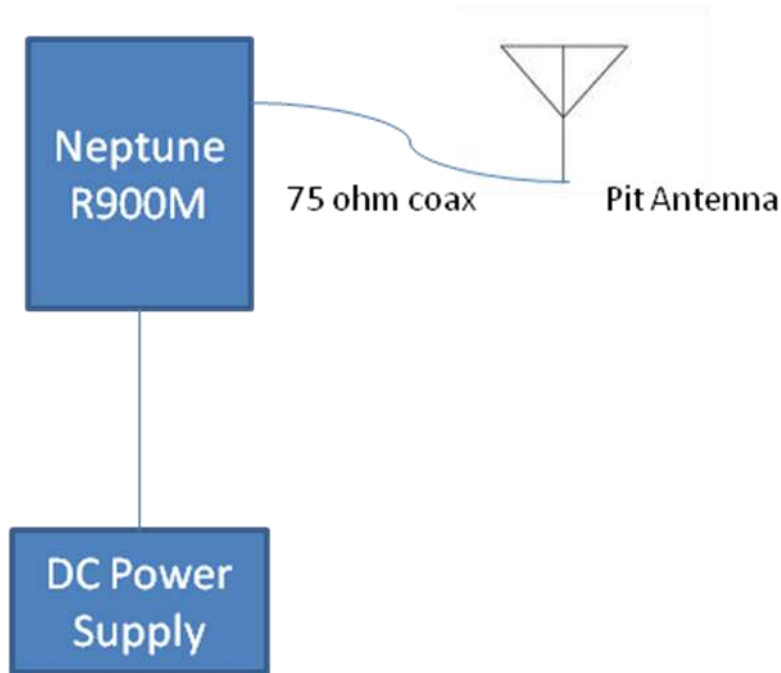 Neptune
R900M
75 ohm coax
Pit Antenna
DC Power
Supply